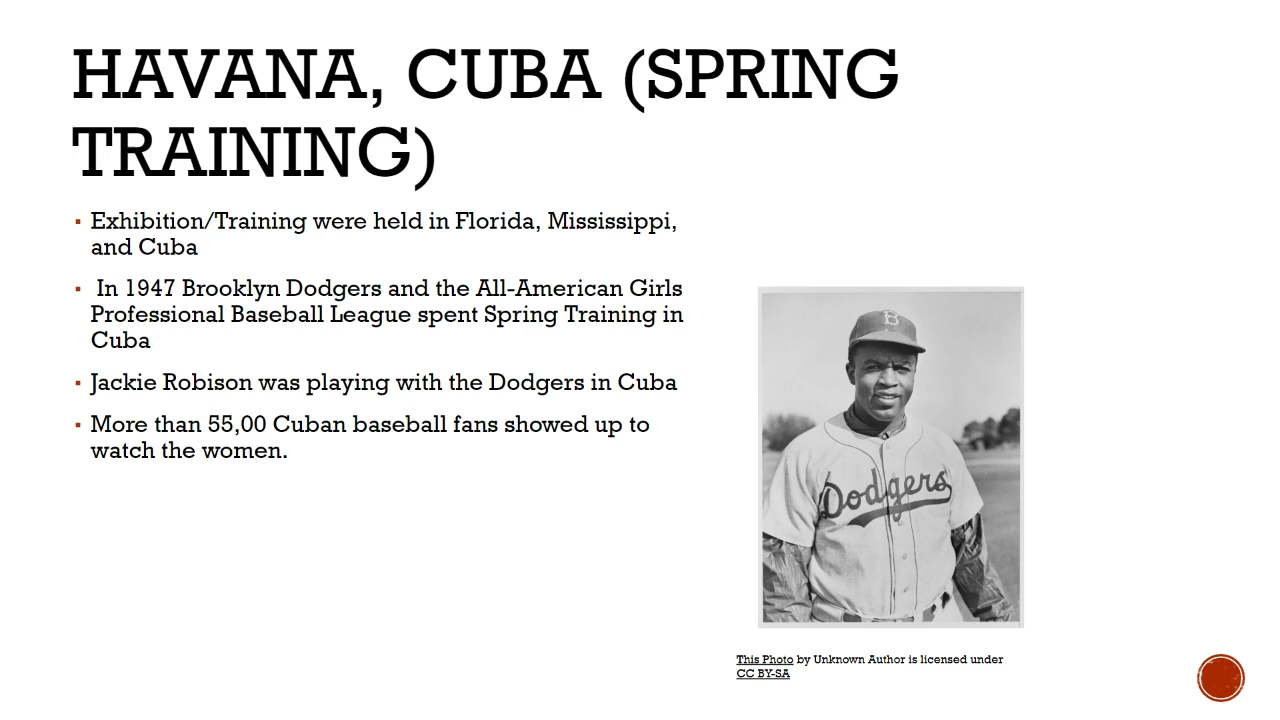 HAVANA, CUBA (SPRING
TRAINING)
▪ Exhibition/Training were held in Florida, Mississippi,
and Cuba
▪ In 1947 Brooklyn Dodgers and the All-American Girls
Professional Baseball League spent Spring Training in
Cuba
▪ Jackie Robison was playing with the Dodgers in Cuba
▪ More than 55,00 Cuban baseball fans showed up to
watch the women.
B
Dodgers
This Photo by Unknown Author is licensed under
CC BY-SA